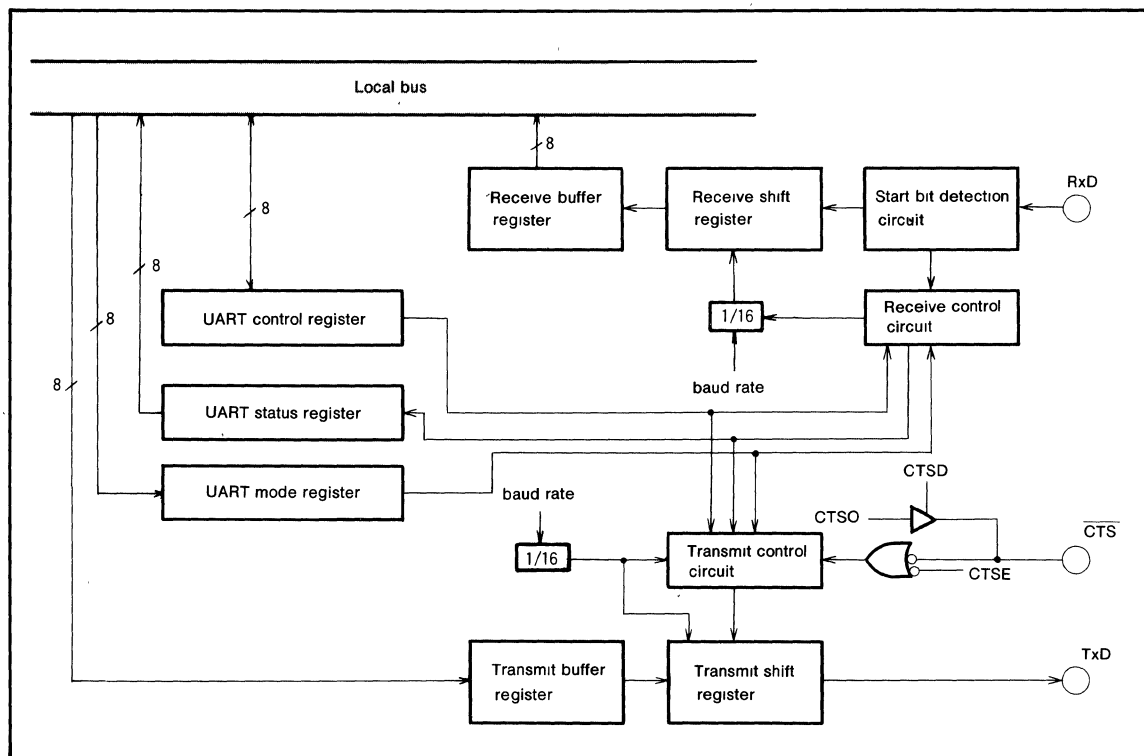 Local bus
8
8
8
8
8
Receive buffer
register
Receive shift
register
Start bit detection
circuit
RxD
UART control register
1/16
Receive control
circuit
baud rate
UART status register
UART mode register
baud rate
CTSD
CTSO
CTS
1/16
Transmit control
circuit
CTSE
Transmit buffer
register
Transmit shift
register
TxD